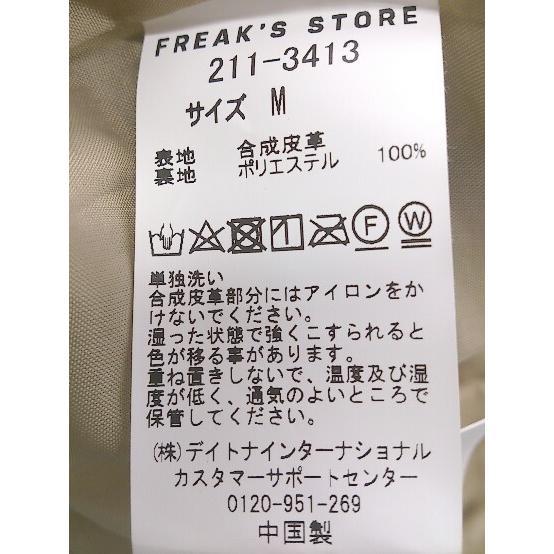 FREAK'S STORE
211-3413
サイズ M
表地 合成皮革
裏地 ポリエステル 100%
F W
単独洗い
合成皮革部分にはアイロンをか
けないでください。
湿った状態で強くこすられると
色が移る事があります。
重ね置きしないで、温度及び湿
度が低く、通気のよいところで
保管してください。
(株)デイトナインターナショナル
カスタマーサポートセンター
0120-951-269
中国製